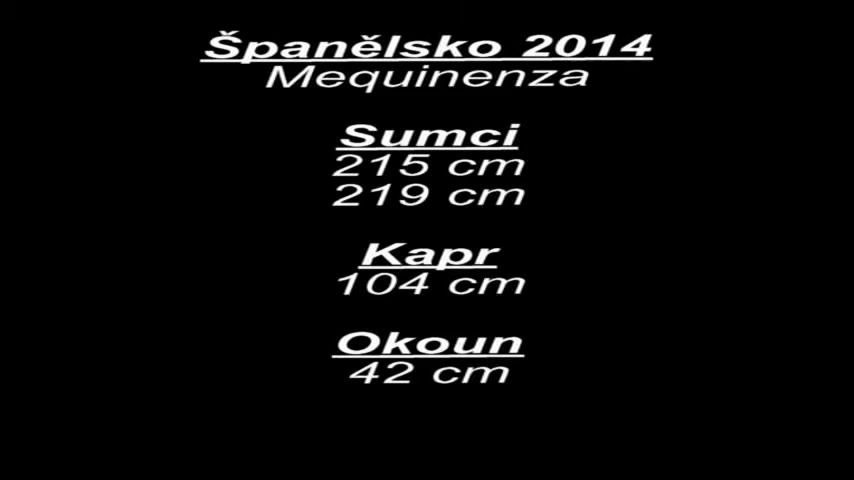 Španělsko 2014
Mequinenza
Sumci
215 cm
219 cm
Kapr
104 cm
Okoun
42 cm